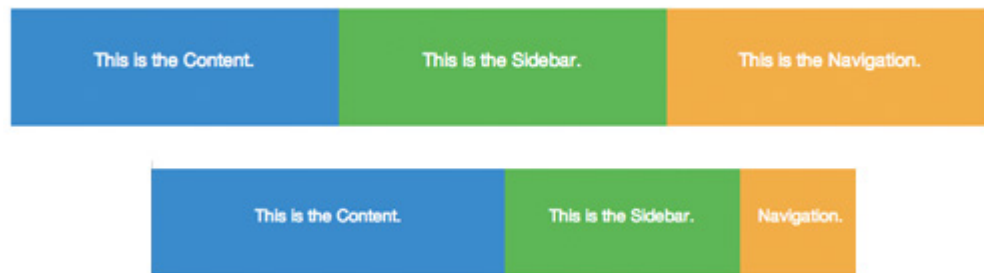 This is the Content. This is the Sidebar. This is the Navigation.
This is the Content. This is the Sidebar. Navigation.